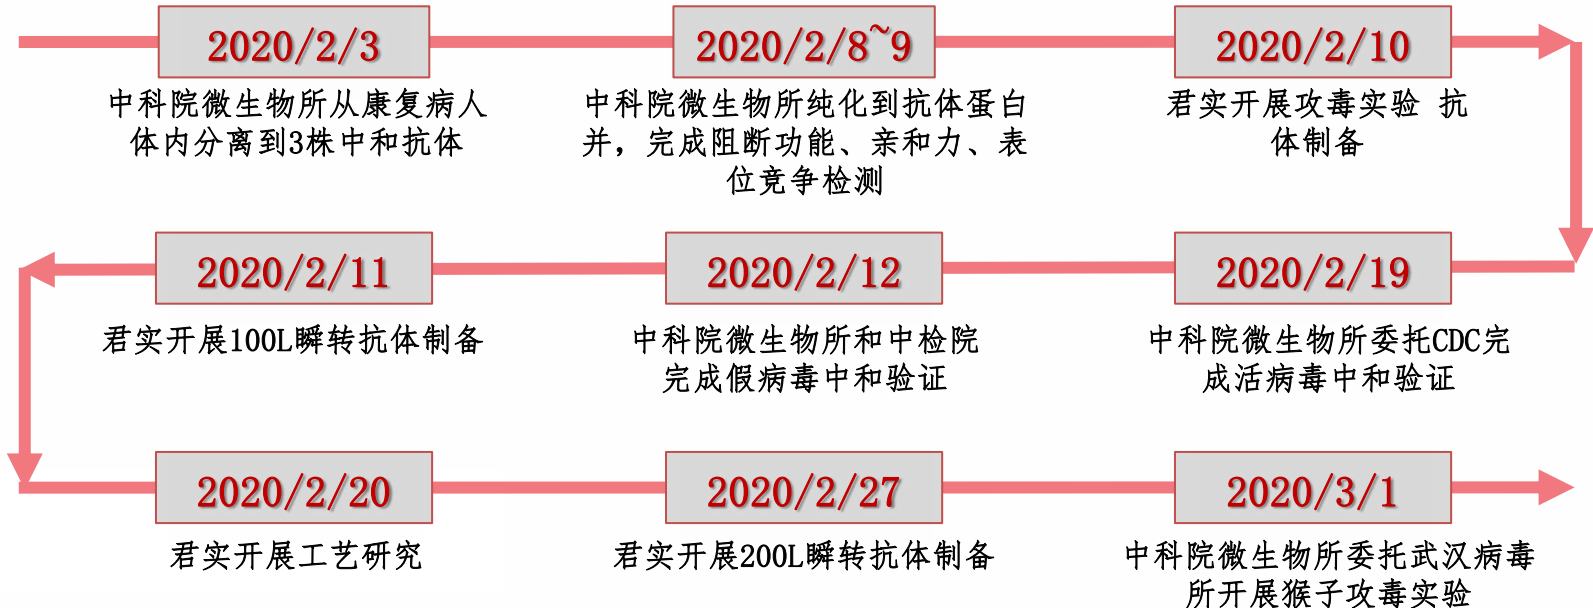 2020/2/3
中科院微生物所从康复病人
体内分离到3株中和抗体
2020/2/8~9
中科院微生物所纯化到抗体蛋白
并，完成阻断功能、亲和力、表
位竞争检测
2020/2/10
君实开展攻毒实验 抗
体制备
2020/2/11
君实开展100L瞬转抗体制备
2020/2/12
中科院微生物所和中检院
完成假病毒中和验证
2020/2/19
中科院微生物所委托CDC完
成活病毒中和验证
2020/2/20
君实开展工艺研究
2020/2/27
君实开展200L瞬转抗体制备
2020/3/1
中科院微生物所委托武汉病毒
所开展猴子攻毒实验